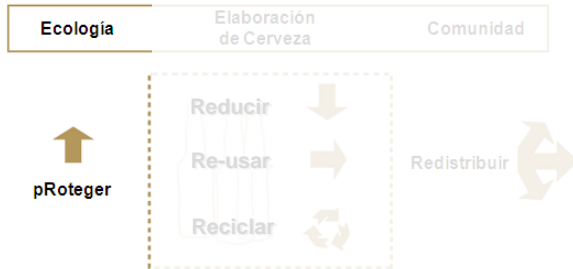 Ecología
Elaboración
de Cerveza
Comunidad
Reducir
Re-usar
Redistribuir
pRoteger
Reciclar